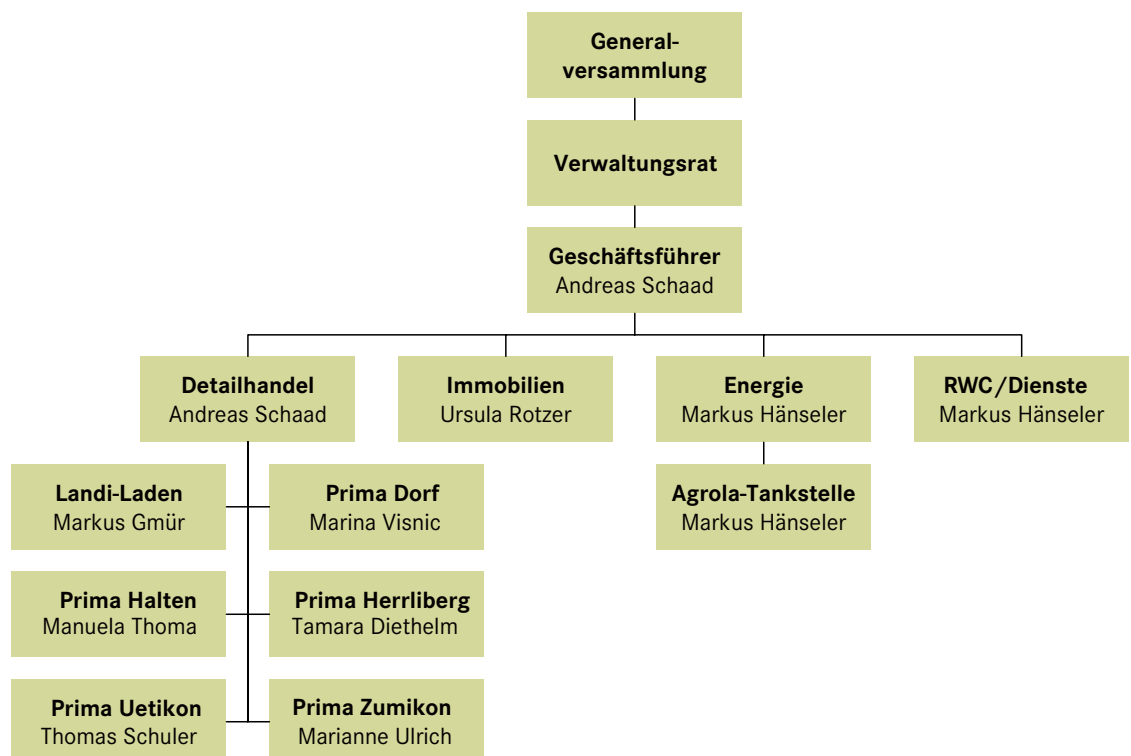 General-
versammlung
Verwaltungsrat
Geschäftsführer
Andreas Schaad
Detailhandel
Andreas Schaad
Immobilien
Ursula Rotzer
Energie
Markus Hänseler
RWC/Dienste
Markus Hänseler
Landi-Laden
Markus Gmür
Prima Dorf
Marina Visnic
Agrola-Tankstelle
Markus Hänseler
Prima Halten
Manuela Thoma
Prima Herrliberg
Tamara Diethelm
Prima Uetikon
Thomas Schuler
Prima Zumikon
Marianne Ulrich